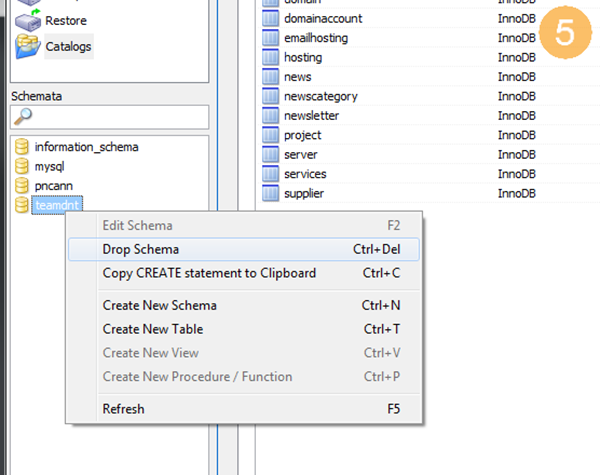 Restore
Catalogs
Schemata
information_schema
mysql
pncann
teamdnt
domainaccount InnoDB
emailhosting InnoDB
hosting InnoDB
news InnoDB
newscategory InnoDB
newsletter InnoDB
project InnoDB
server InnoDB
services InnoDB
supplier InnoDB
5
Edit Schema F2
Drop Schema Ctrl+Del
Copy CREATE statement to Clipboard Ctrl+C
Create New Schema Ctrl+N
Create New Table Ctrl+T
Create New View Ctrl+V
Create New Procedure / Function Ctrl+P
Refresh F5